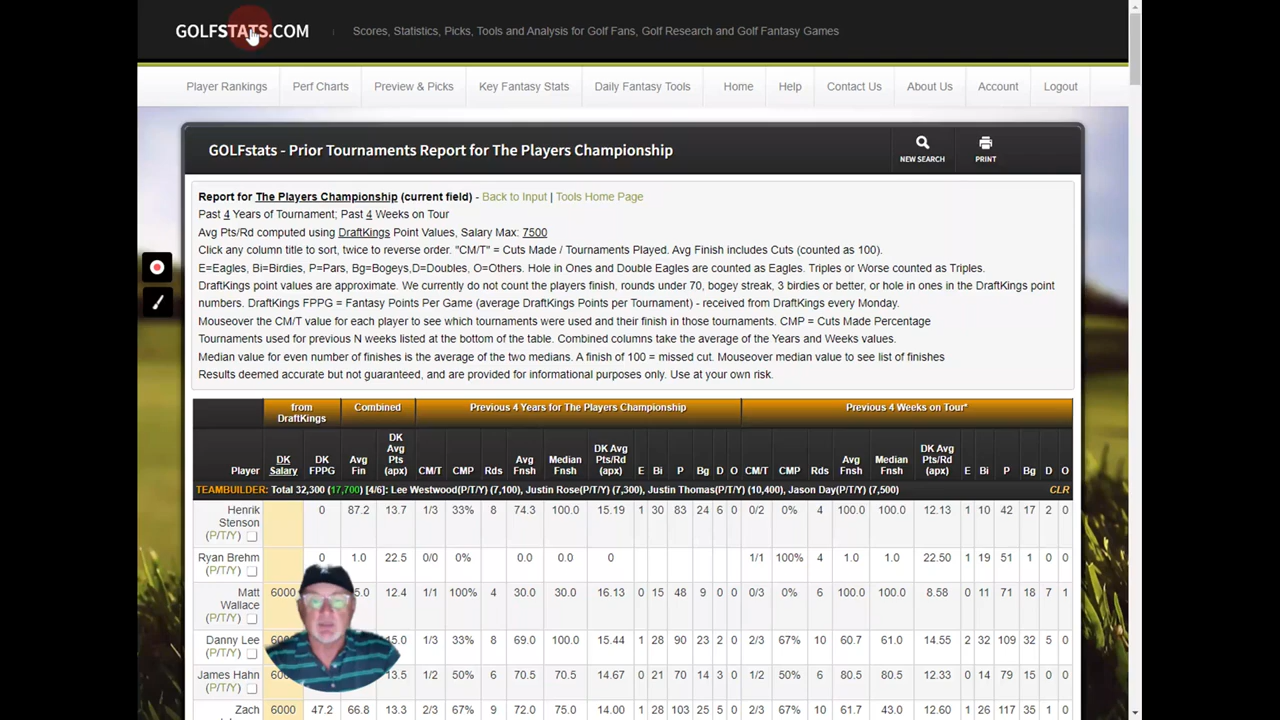 GOLFSTATS.COM
Scores, Statistics, Picks, Tools and Analysis for Golf Fans, Golf Research and Golf Fantasy Games
Player Rankings Perf Charts Preview & Picks Key Fantasy Stats Daily Fantasy Tools Home Help Contact Us About Us Account Logout
GOLFstats - Prior Tournaments Report for The Players Championship
NEW SEARCH PRINT
Report for The Players Championship (current field) - Back to Input | Tools Home Page
Past 4 Years of Tournament; Past 4 Weeks on Tour
Avg Pts/Rd computed using DraftKings Point Values, Salary Max: 7500
Click any column title to sort, twice to reverse order. "CM/T" = Cuts Made / Tournaments Played. Avg Finish includes Cuts (counted as 100).
E=Eagles, Bi=Birdies, P=Pars, Bg=Bogeys,D=Doubles, O=Others. Hole in Ones and Double Eagles are counted as Eagles. Triples or Worse counted as Triples.
DraftKings point values are approximate. We currently do not count the players finish, rounds under 70, bogey streak, 3 birdies or better, or hole in ones in the DraftKings point
numbers. DraftKings FPPG = Fantasy Points Per Game (average DraftKings Points per Tournament) - received from DraftKings every Monday.
Mouseover the CM/T value for each player to see which tournaments were used and their finish in those tournaments. CMP = Cuts Made Percentage
Tournaments used for previous N weeks listed at the bottom of the table. Combined columns take the average of the Years and Weeks values.
Median value for even number of finishes is the average of the two medians. A finish of 100 = missed cut. Mouseover median value to see list of finishes
Results deemed accurate but not guaranteed, and are provided for informational purposes only. Use at your own risk.
from DraftKings Combined Previous 4 Years for The Players Championship Previous 4 Weeks on Tour*
Player DK Salary DK FPPG Avg Fin DK Avg Pts (apx) CM/T CMP Rds Avg Fnsh Median Fnsh DK Avg Pts/Rd (apx) E Bi P Bg D O CM/T CMP Rds Avg Fnsh Median Fnsh DK Avg Pts/Rd (apx) E Bi P Bg D O
TEAMBUILDER: Total 32,300 (17,700) [4/6]: Lee Westwood(P/T/Y) (7,100), Justin Rose(P/T/Y) (7,300), Justin Thomas(P/T/Y) (10,400), Jason Day(P/T/Y) (7,500) CLR
Henrik Stenson (P/T/Y) 0 87.2 13.7 1/3 33% 8 74.3 100.0 15.19 1 30 83 24 6 0 0/2 0% 4 100.0 100.0 12.13 1 10 42 17 2 0
Ryan Brehm (P/T/Y) 0 1.0 22.5 0/0 0% 0.0 0.0 0 1/1 100% 4 1.0 1.0 22.50 1 19 51 1 0 0
Matt Wallace (P/T/Y) 6000 5.0 12.4 1/1 100% 4 30.0 30.0 16.13 0 15 48 9 0 0 0/3 0% 6 100.0 100.0 8.58 0 11 71 18 7 1
Danny Lee (P/T/Y) 600 5.0 14.67 1/3 33% 8 69.0 100.0 15.44 1 28 90 23 2 0 2/3 67% 10 60.7 61.0 14.55 2 32 109 32 5 0
James Hahn (P/T/Y) 600 13.5 1/2 50% 6 70.5 70.5 14.67 0 21 70 14 3 0 1/2 50% 6 80.5 80.5 12.33 0 14 79 15 0 0
Zach 6000 47.2 66.8 13.3 2/3 67% 9 72.0 75.0 14.00 2 28 103 25 5 0 2/3 67% 10 61.7 43.0 12.60 2 26 117 35 1 0